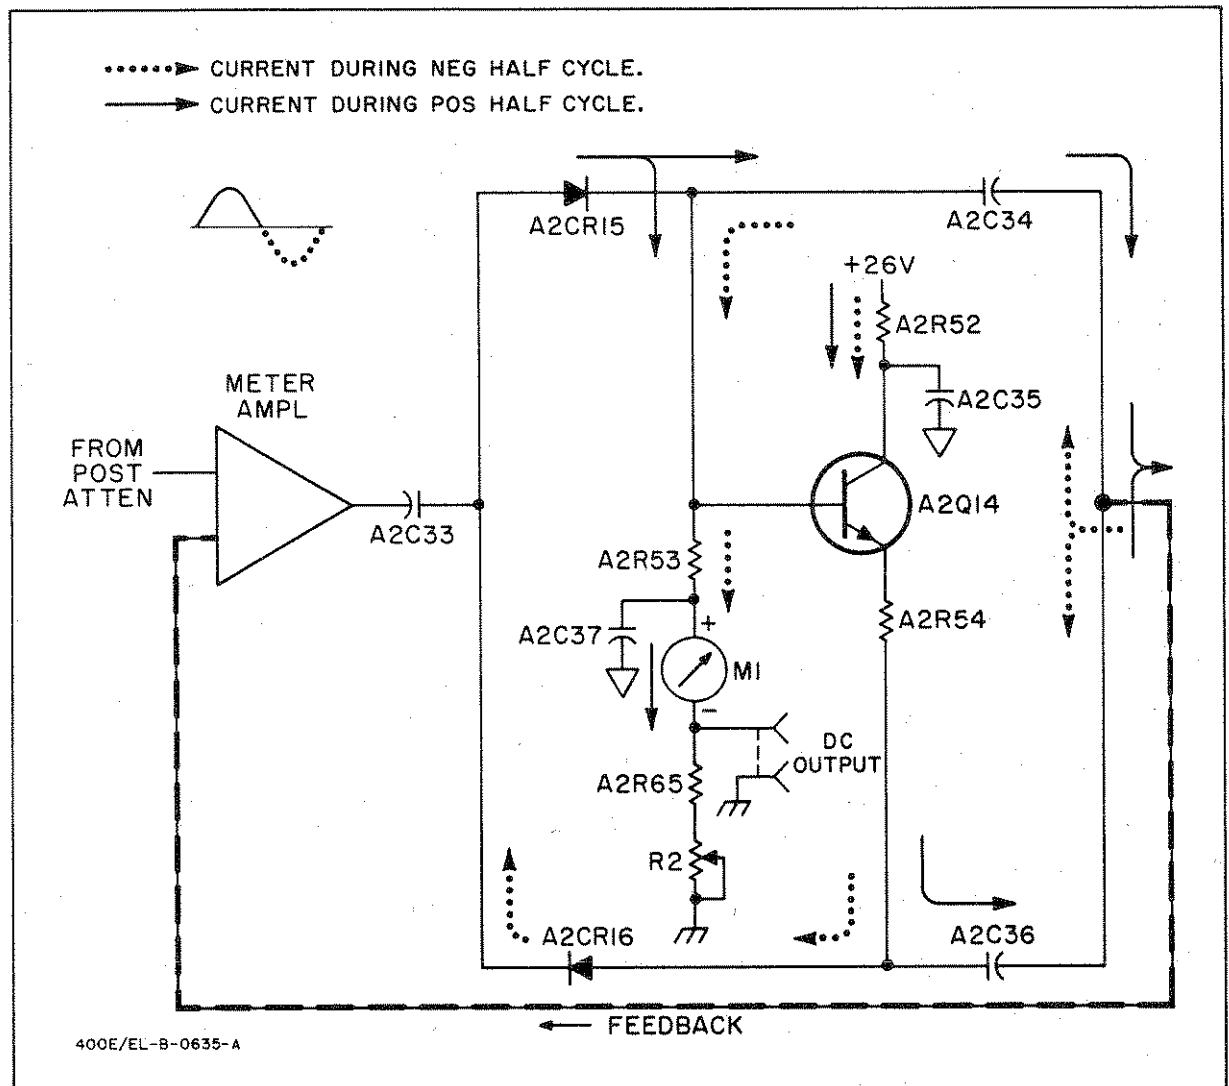 CURRENT DURING NEG HALF CYCLE.
CURRENT DURING POS HALF CYCLE.
A2CR15
A2C34
+26V
A2R52
METER
AMPL
A2C35
FROM
POST
ATTEN
A2C33
A2Q14
A2R53
A2R54
A2C37
+
M1
−
DC
OUTPUT
A2R65
R2
A2CR16
A2C36
FEEDBACK
400E/EL-B-0635-A